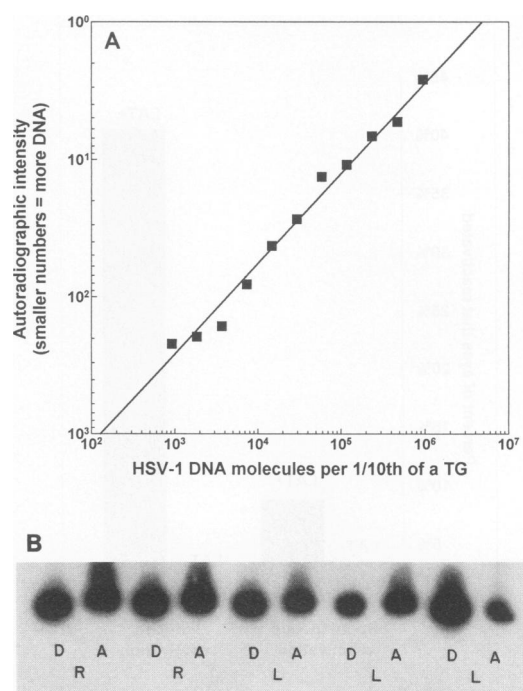 A
Autoradiographic intensity
(smaller numbers = more DNA)
10⁰
10¹
10²
10³
10² 10³ 10⁴ 10⁵ 10⁶ 10⁷
HSV-1 DNA molecules per 1/10th of a TG
B
D A D A D A D A D A
R R L L L